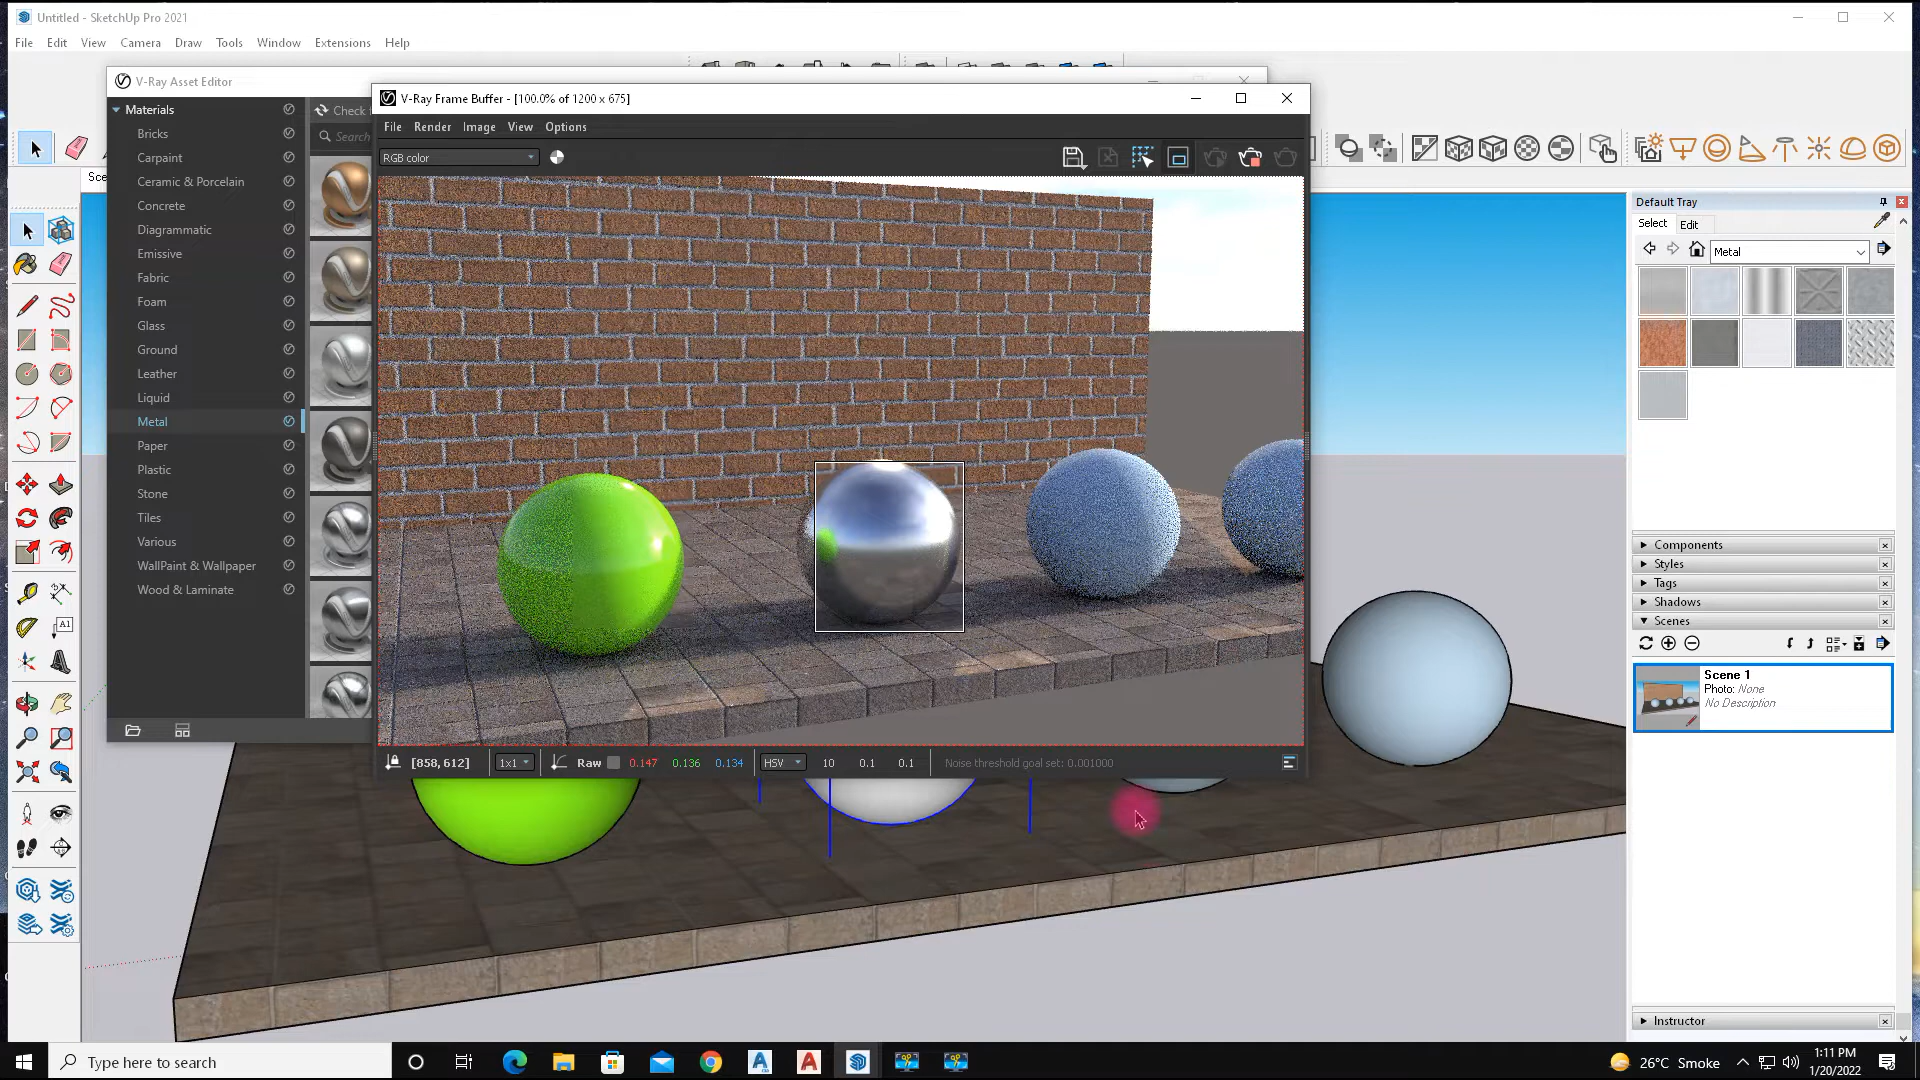 Untitled - SketchUp Pro 2021
File Edit View Camera Draw Tools Window Extensions Help
V-Ray Asset Editor
V-Ray Frame Buffer - [100.0% of 1200 x 675]
Materials
Check
File Render Image View Options
Bricks
Search
RGB color
Carpaint
Ceramic & Porcelain
Concrete
Diagrammatic
Emissive
Fabric
Foam
Glass
Ground
Leather
Liquid
Metal
Paper
Plastic
Stone
Tiles
Various
WallPaint & Wallpaper
Wood & Laminate
[858, 612] 1x1 Raw 0.147 0.136 0.134 HSV 10 0.1 0.1 Noise threshold goal set: 0.001000
Default Tray
Select Edit
Metal
Components
Styles
Tags
Shadows
Scenes
Scene 1
Photo: None
No Description
Instructor
A1
Type here to search
26°C Smoke
1:11 PM
1/20/2022